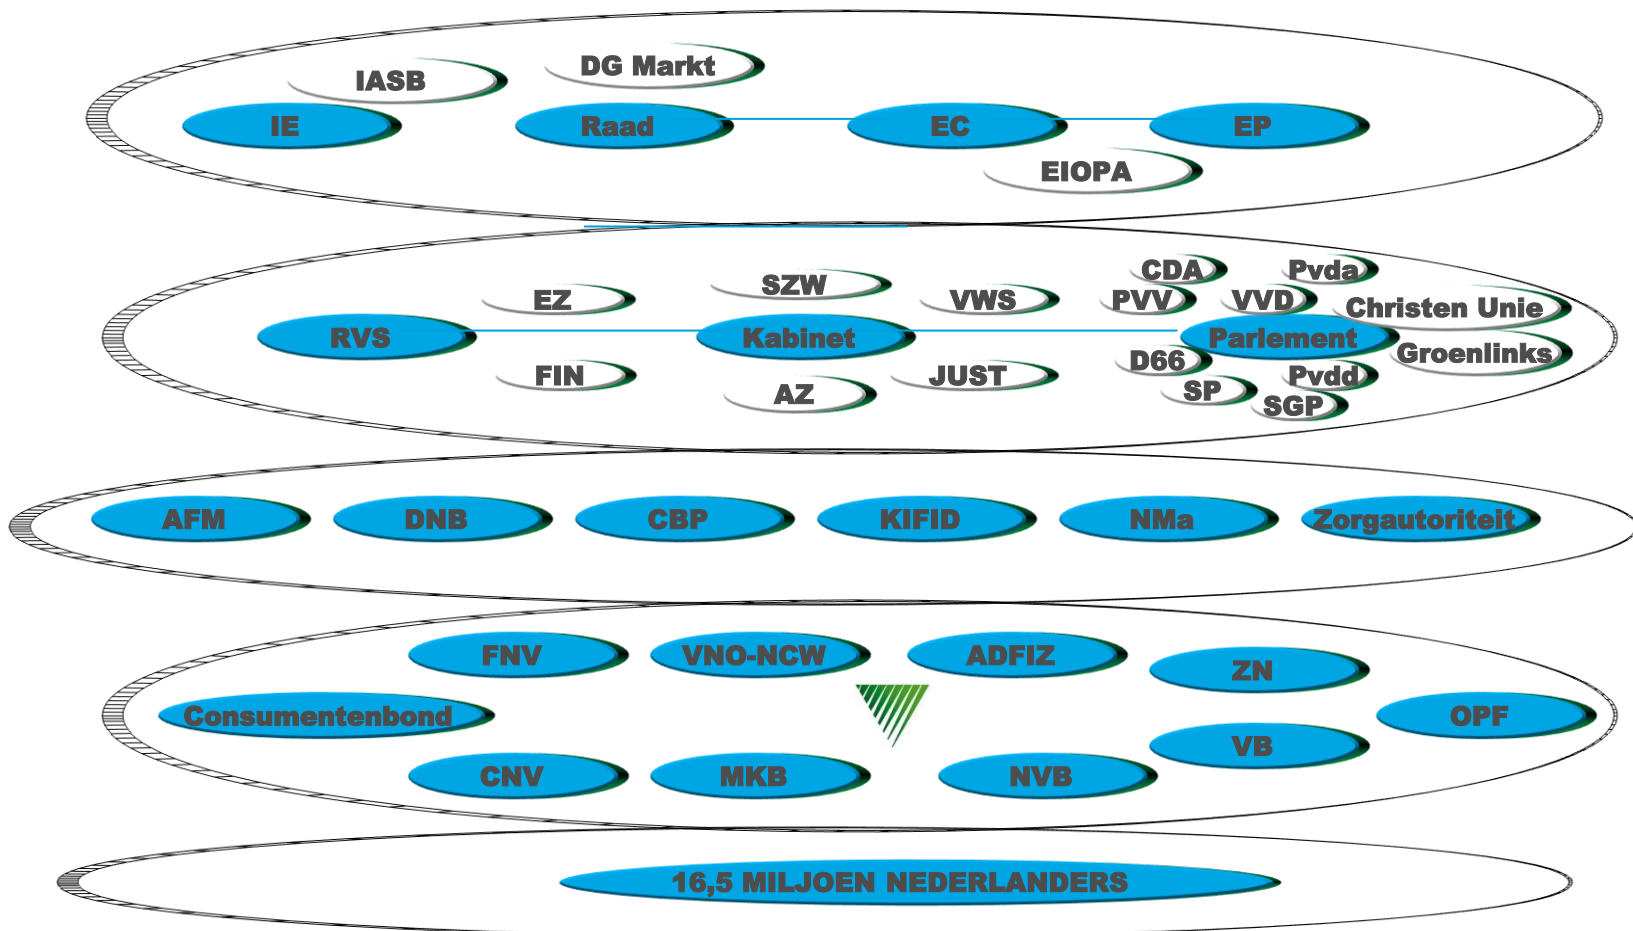 IASB
DG Markt
IE
Raad
EC
EP
EIOPA
EZ
SZW
VWS
CDA
Pvda
PVV
VVD
Christen Unie
RVS
Kabinet
Parlement
Groenlinks
FIN
AZ
JUST
D66
SP
Pvdd
SGP
AFM
DNB
CBP
KIFID
NMa
Zorgautoriteit
FNV
VNO-NCW
ADFIZ
ZN
Consumentenbond
OPF
VB
CNV
MKB
NVB
16,5 MILJOEN NEDERLANDERS